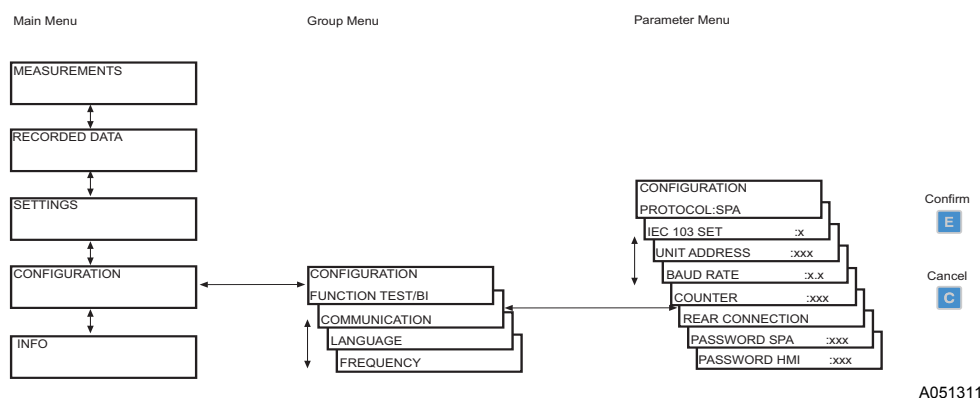 Main Menu
Group Menu
Parameter Menu
MEASUREMENTS
RECORDED DATA
SETTINGS
CONFIGURATION
INFO
CONFIGURATION
FUNCTION TEST/BI
COMMUNICATION
LANGUAGE
FREQUENCY
CONFIGURATION
PROTOCOL:SPA
IEC 103 SET :x
UNIT ADDRESS :xxx
BAUD RATE :x.x
COUNTER :xxx
REAR CONNECTION
PASSWORD SPA :xxx
PASSWORD HMI :xxx
Confirm
E
Cancel
C
A051311